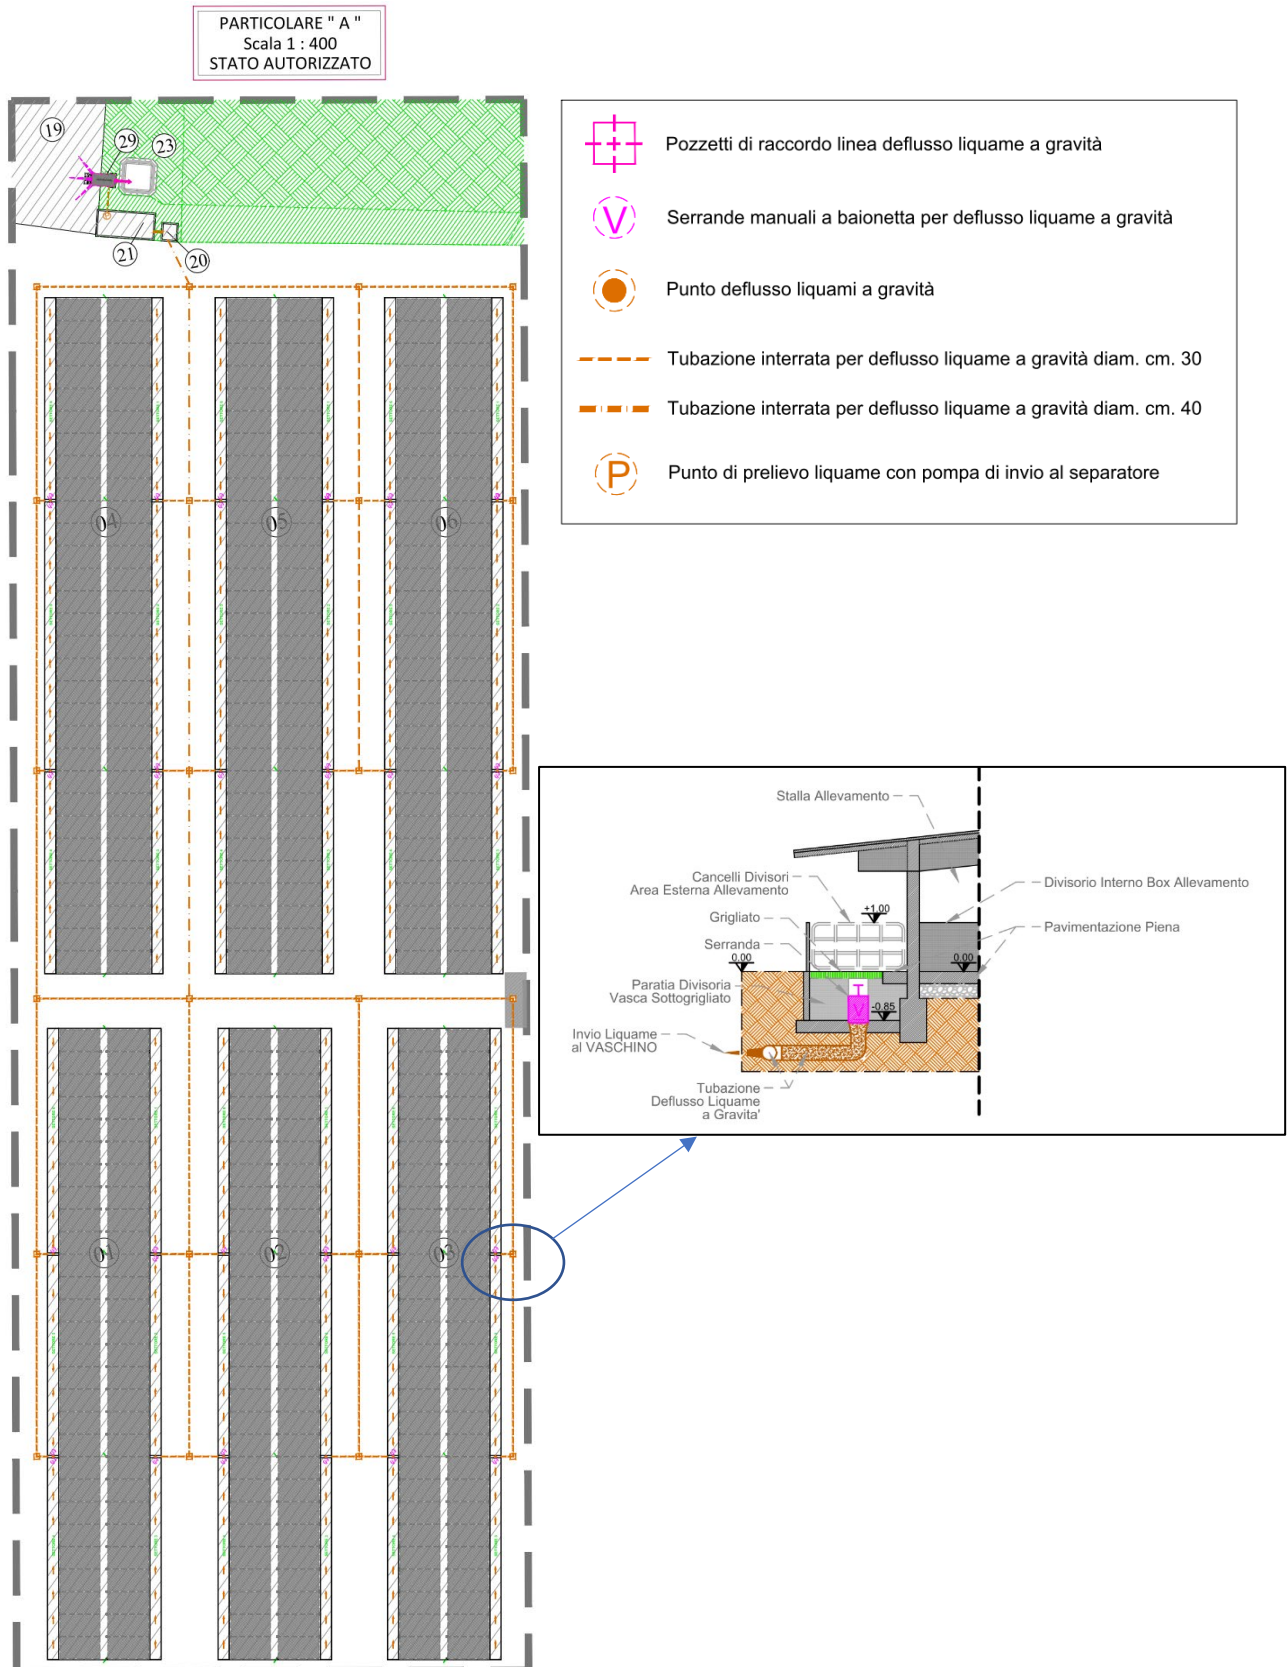 PARTICOLARE " A "
Scala 1 : 400
STATO AUTORIZZATO
19
29
23
21
20
04
05
06
01
02
03
Pozzetti di raccordo linea deflusso liquame a gravità
V
Serrande manuali a baionetta per deflusso liquame a gravità
Punto deflusso liquami a gravità
Tubazione interrata per deflusso liquame a gravità diam. cm. 30
Tubazione interrata per deflusso liquame a gravità diam. cm. 40
P
Punto di prelievo liquame con pompa di invio al separatore
Stalla Allevamento
Cancelli Divisori
Area Esterna Allevamento
Grigliato
Serranda
Paratia Divisoria
Vasca Sottogrigliato
Invio Liquame
al VASCHINO
Tubazione
Deflusso Liquame
a Gravita'
Divisorio Interno Box Allevamento
Pavimentazione Piena
+1.00
0.00
0.00
-0.85
V